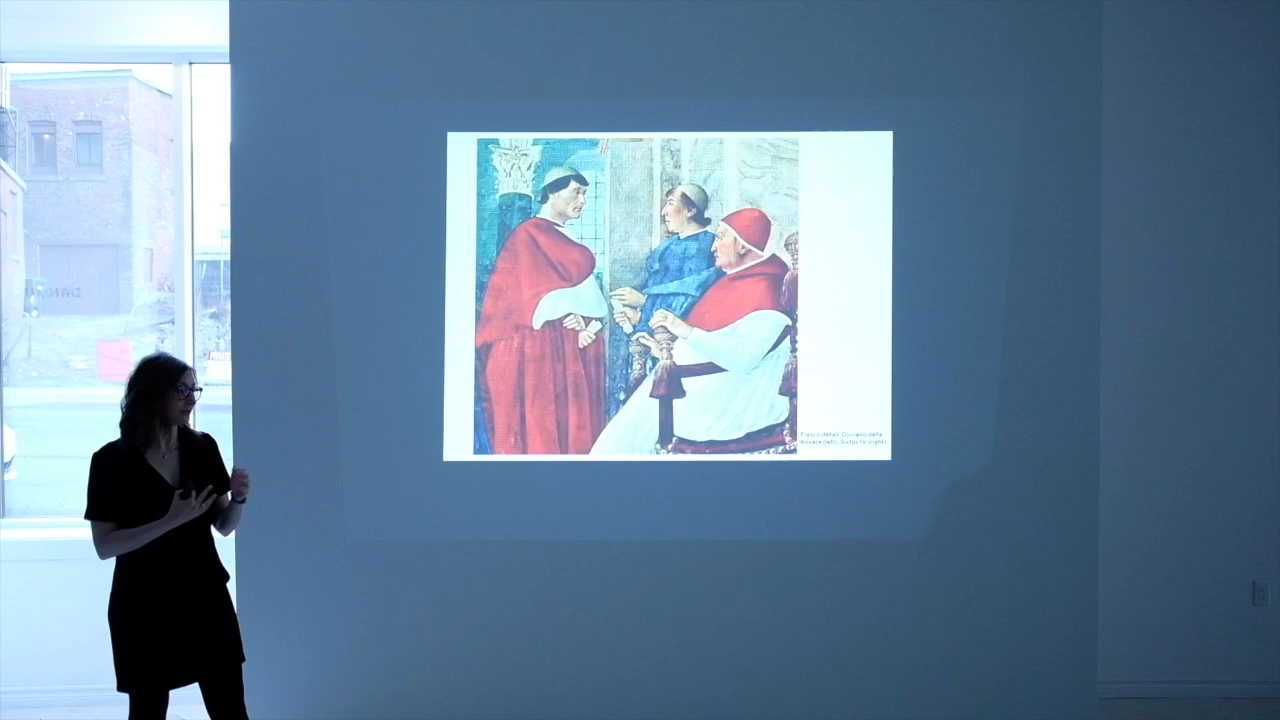 Fresco detail: Giuliano della
Rovere (left), Sixtus IV (right)